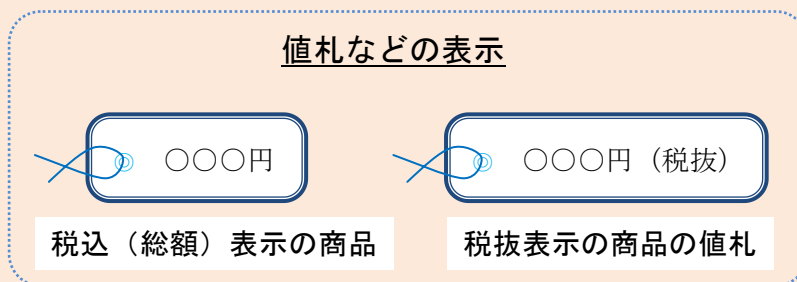 値札などの表示
〇〇〇円
〇〇〇円（税抜）
税込（総額）表示の商品
税抜表示の商品の値札